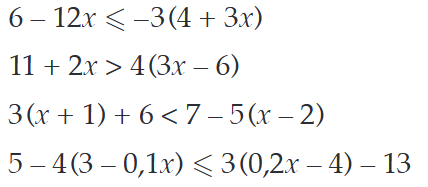 6 – 12x ⩽ –3(4 + 3x)
11 + 2x > 4(3x – 6)
3(x + 1) + 6 < 7 – 5(x – 2)
5 – 4(3 – 0,1x) ⩽ 3(0,2x – 4) – 13